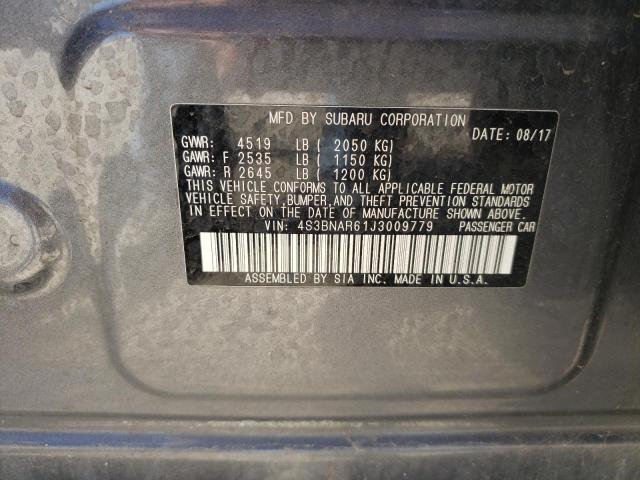 MFD BY SUBARU CORPORATION
DATE: 08/17
GVWR: 4519 LB ( 2050 KG)
GAWR: F 2535 LB ( 1150 KG)
GAWR: R 2645 LB ( 1200 KG)
THIS VEHICLE CONFORMS TO ALL APPLICABLE FEDERAL MOTOR
VEHICLE SAFETY,BUMPER,AND THEFT PREVENTION STANDARDS
IN EFFECT ON THE DATE OF MANUFACTURE SHOWN ABOVE.
VIN: 4S3BNAR61J3009779 PASSENGER CAR
ASSEMBLED BY SIA INC. MADE IN U.S.A.